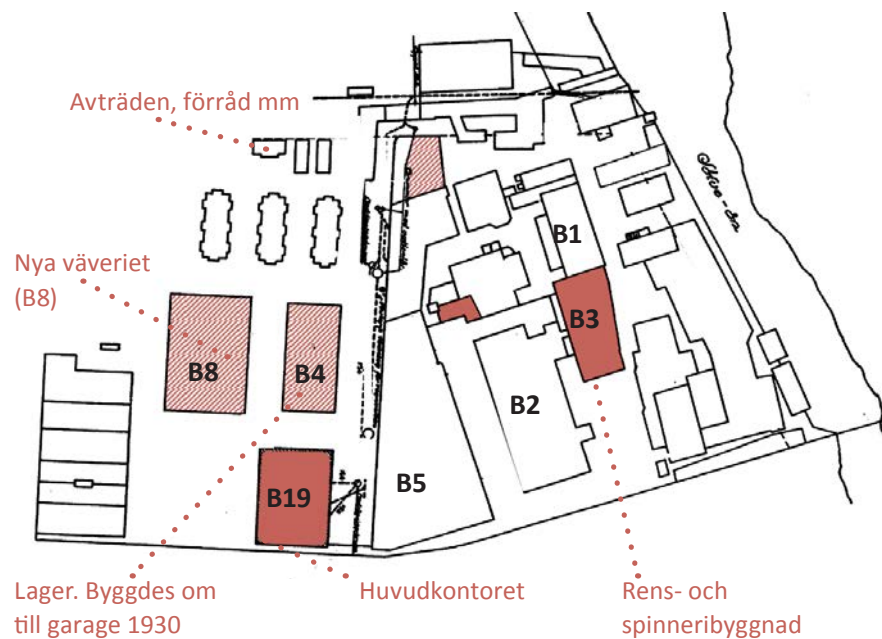 Avträden, förråd mm
B1
Nya väveriet
(B8)
B3
B8
B4
B2
B5
B19
Lager. Byggdes om
till garage 1930
Huvudkontoret
Rens- och
spinneribyggnad